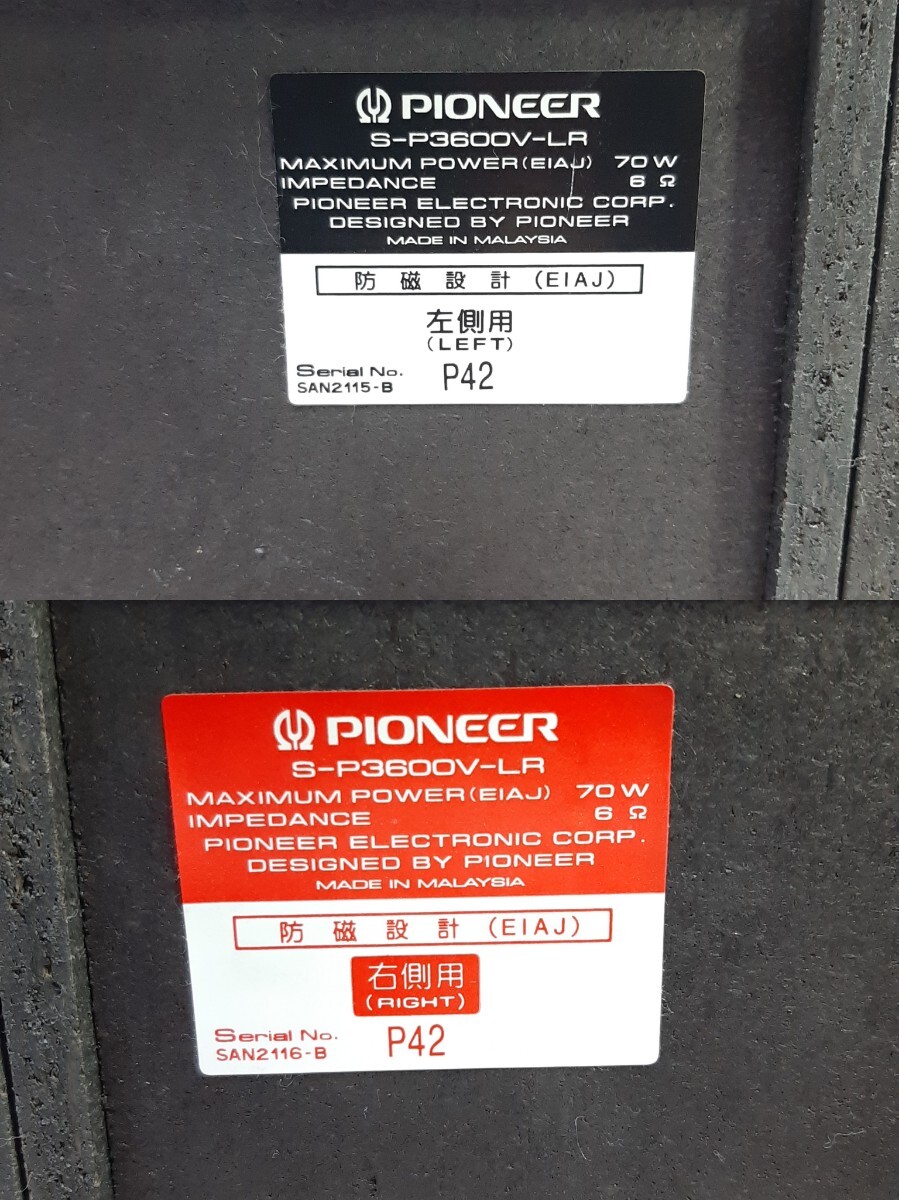 PIONEER
S-P3600V-LR
MAXIMUM POWER(EIAJ) 70 W
IMPEDANCE 6 Ω
PIONEER ELECTRONIC CORP.
DESIGNED BY PIONEER
MADE IN MALAYSIA
防磁設計 (EIAJ)
左側用
(LEFT)
Serial No. P42
SAN2115-B
PIONEER
S-P3600V-LR
MAXIMUM POWER(EIAJ) 70 W
IMPEDANCE 6 Ω
PIONEER ELECTRONIC CORP.
DESIGNED BY PIONEER
MADE IN MALAYSIA
防磁設計 (EIAJ)
右側用
(RIGHT)
Serial No. P42
SAN2116-B